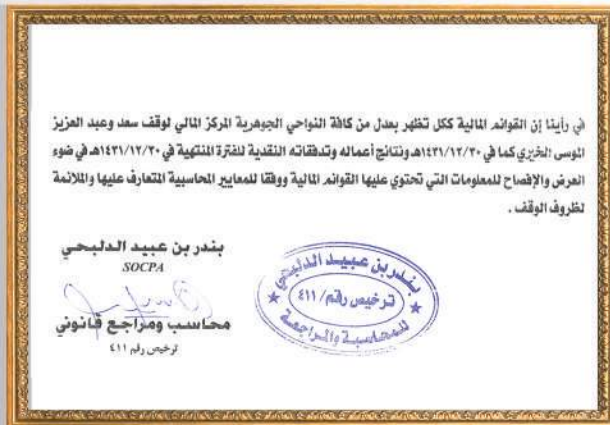 في رأينا إن القوائم المالية ككل تظهر بعدل من كافة النواحي الجوهرية المركز المالي لوقف سعد وعبد العزيز
الموسى الخيري كما في ١٤٣١/١٢/٣٠هـ ونتائج أعماله وتدفقاته النقدية للفترة المنتهية في ١٤٣١/١٢/٣٠هـ في ضوء
العرض والإفصاح للمعلومات التي تحتوي عليها القوائم المالية ووفقا للمعايير المحاسبية المتعارف عليها والملائمة
لظروف الوقف .
بندر بن عبيد الدلبحي
SOCPA
محاسب ومراجع قانوني
ترخيص رقم ٤١١
بندر بن عبيد الدلبحي
ترخيص رقم / ٤١١
للمحاسبة والمراجعة